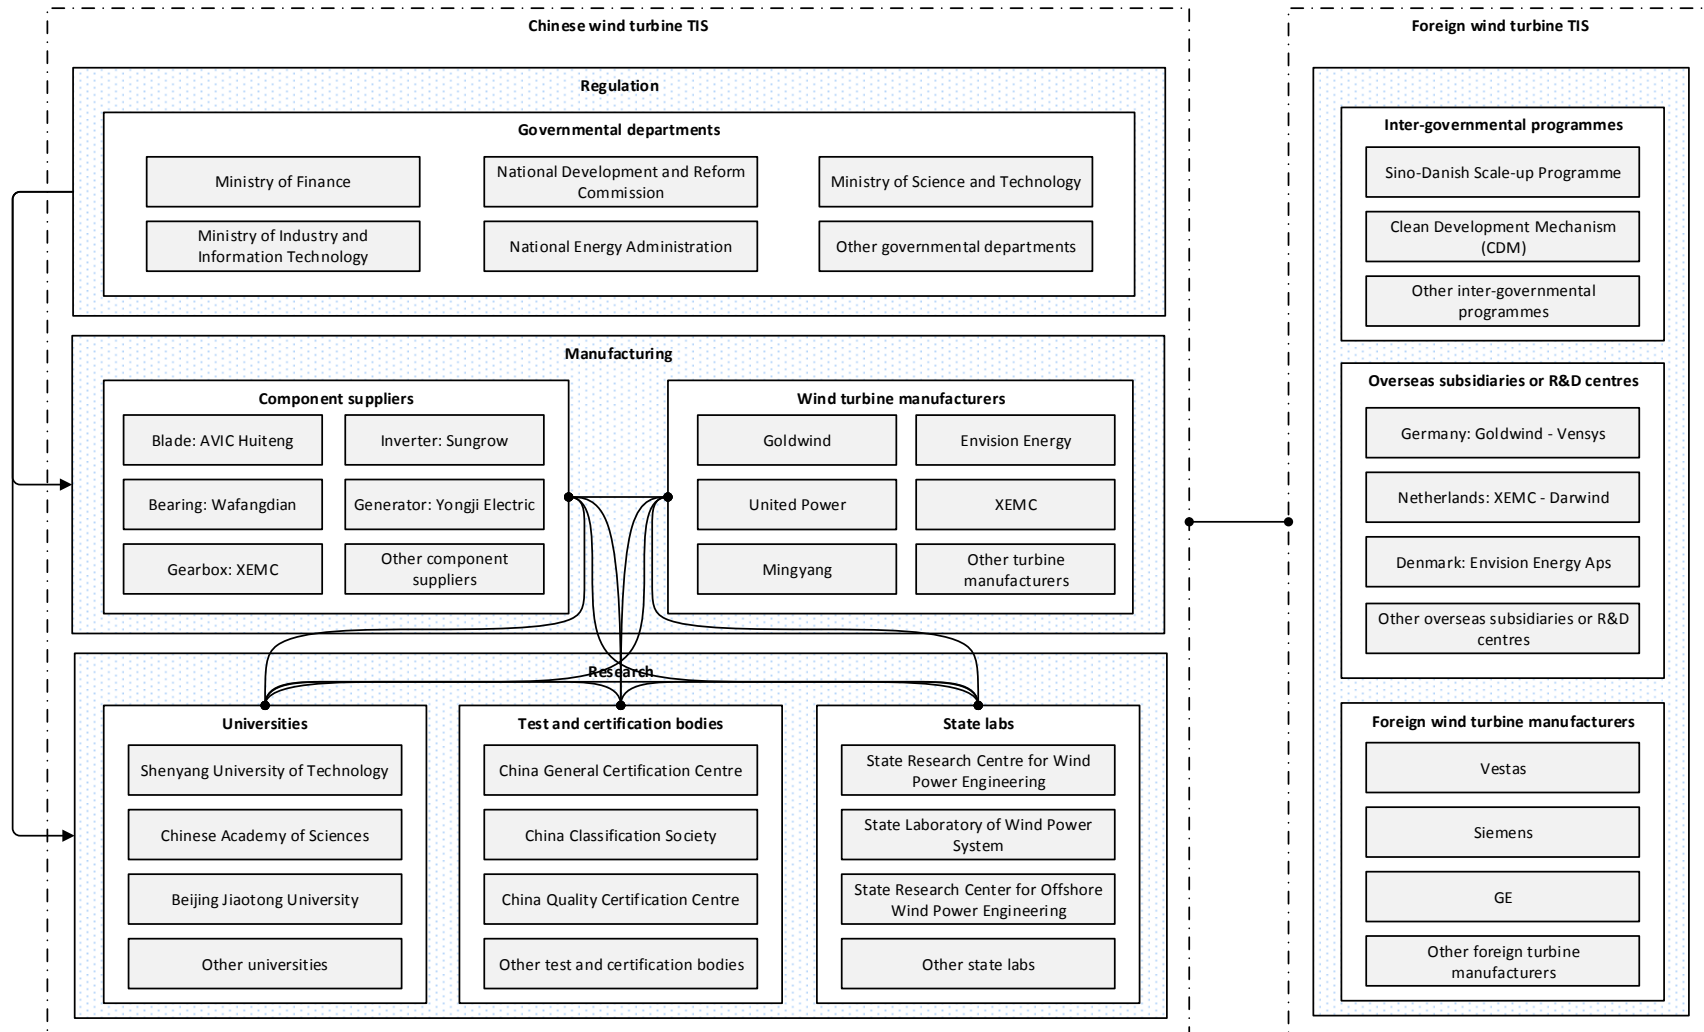 Chinese wind turbine TIS
Regulation
Governmental departments
Ministry of Finance
National Development and Reform
Commission
Ministry of Science and Technology
Ministry of Industry and
Information Technology
National Energy Administration
Other governmental departments
Manufacturing
Component suppliers
Blade: AVIC Huiteng
Inverter: Sungrow
Bearing: Wafangdian
Generator: Yongji Electric
Gearbox: XEMC
Other component
suppliers
Wind turbine manufacturers
Goldwind
Envision Energy
United Power
XEMC
Mingyang
Other turbine
manufacturers
Research
Universities
Shenyang University of Technology
Chinese Academy of Sciences
Beijing Jiaotong University
Other universities
Test and certification bodies
China General Certification Centre
China Classification Society
China Quality Certification Centre
Other test and certification bodies
State labs
State Research Centre for Wind
Power Engineering
State Laboratory of Wind Power
System
State Research Center for Offshore
Wind Power Engineering
Other state labs
Foreign wind turbine TIS
Inter-governmental programmes
Sino-Danish Scale-up Programme
Clean Development Mechanism
(CDM)
Other inter-governmental
programmes
Overseas subsidiaries or R&D centres
Germany: Goldwind - Vensys
Netherlands: XEMC - Darwind
Denmark: Envision Energy Aps
Other overseas subsidiaries or R&D
centres
Foreign wind turbine manufacturers
Vestas
Siemens
GE
Other foreign turbine
manufacturers